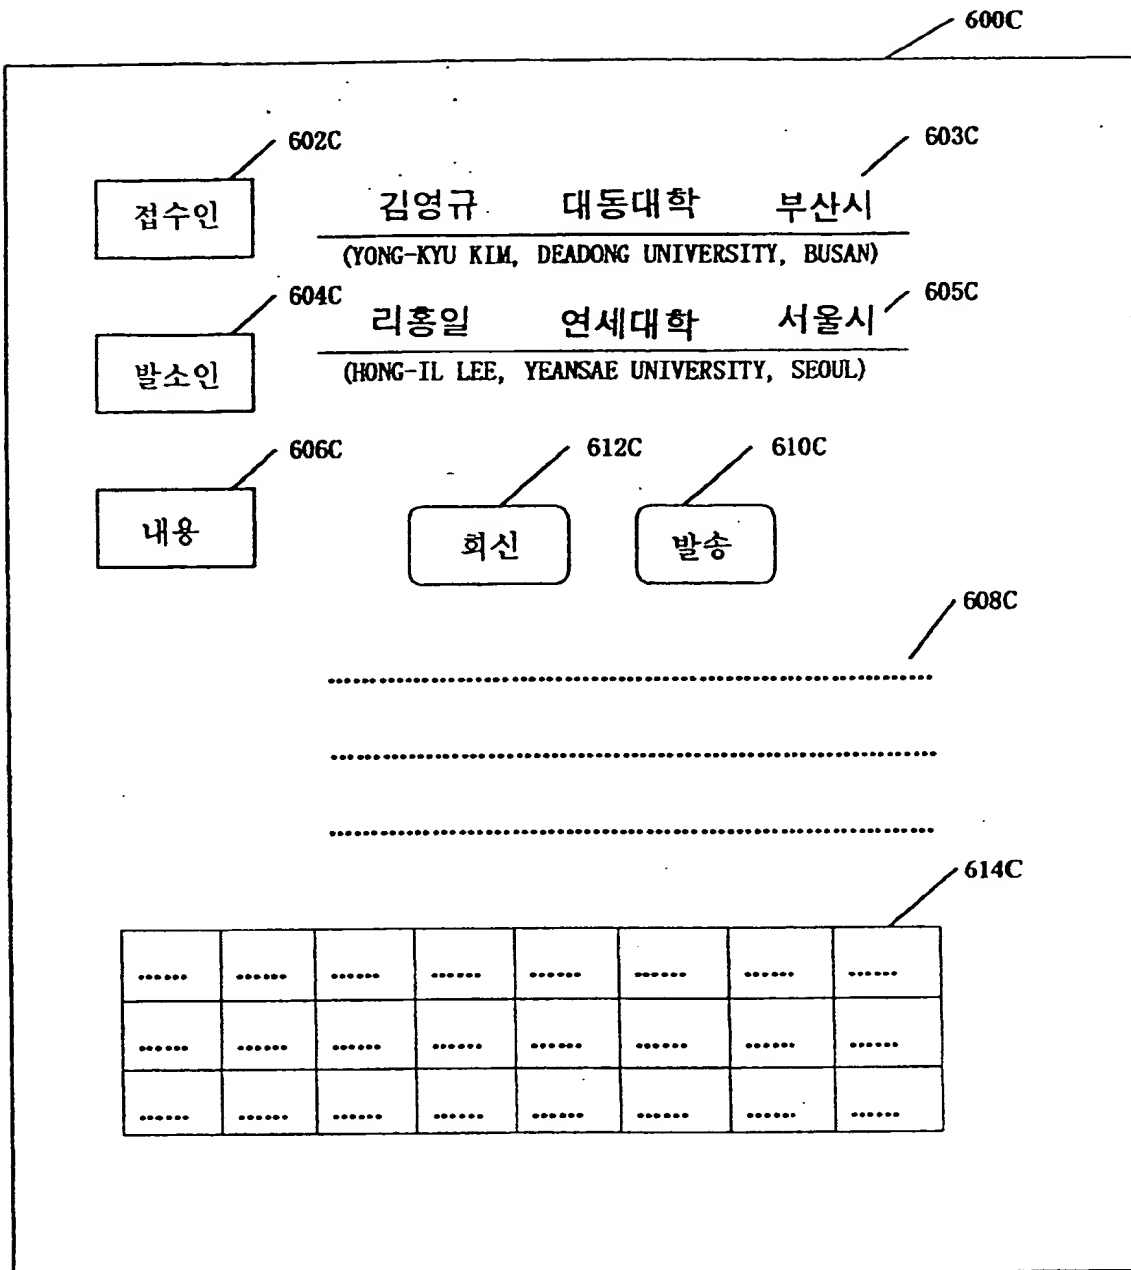 600C
602C
603C
접수인 김영규 대동대학 부산시
(YONG-KYU KIM, DEADONG UNIVERSITY, BUSAN)
604C
605C
발소인 리홍일 연세대학 서울시
(HONG-IL LEE, YEANSAE UNIVERSITY, SEOUL)
606C 612C 610C
내용 회신 발송
608C
.................................................................
.................................................................
.................................................................
614C
...... ...... ...... ...... ...... ...... ...... ......
...... ...... ...... ...... ...... ...... ...... ......
...... ...... ...... ...... ...... ...... ...... ......